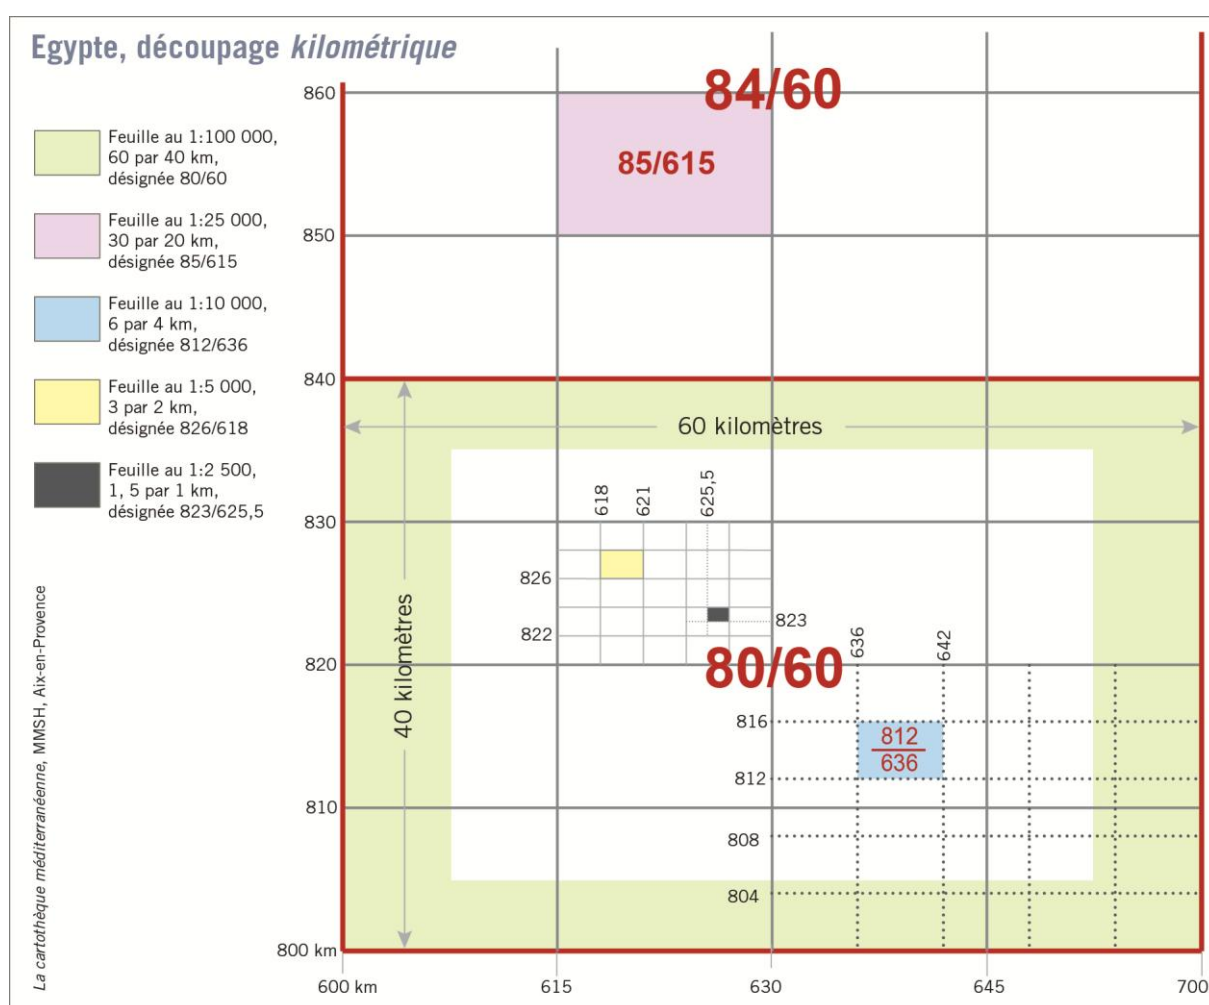 Egypte, découpage kilométrique
Feuille au 1:100 000,
60 par 40 km,
désignée 80/60
Feuille au 1:25 000,
30 par 20 km,
désignée 85/615
Feuille au 1:10 000,
6 par 4 km,
désignée 812/636
Feuille au 1:5 000,
3 par 2 km,
désignée 826/618
Feuille au 1:2 500,
1, 5 par 1 km,
désignée 823/625,5
La cartothèque méditerranéenne, MMSH, Aix-en-Provence
84/60
860
85/615
850
840
60 kilomètres
40 kilomètres
618
621
625,5
830
826
823
822
820
80/60
636
642
816
812
636
812
810
808
804
800 km
600 km
615
630
645
700